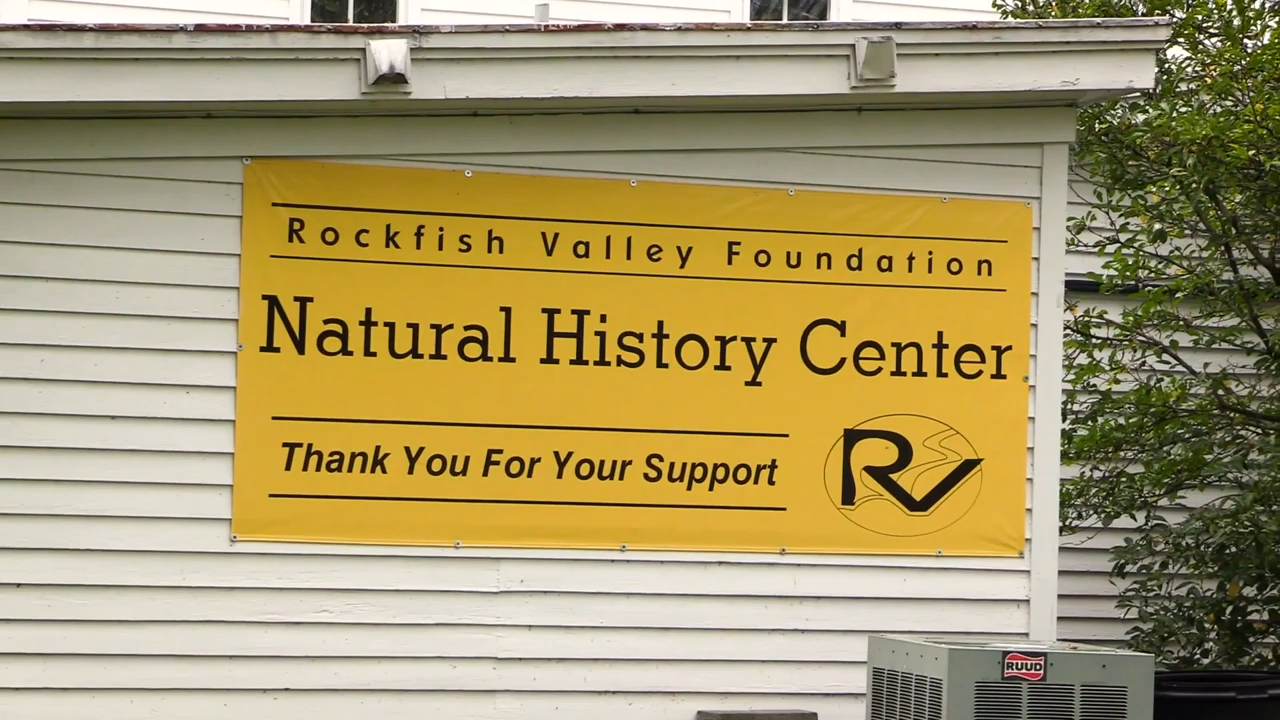 Rockfish Valley Foundation
Natural History Center
Thank You For Your Support
RV
RUUD